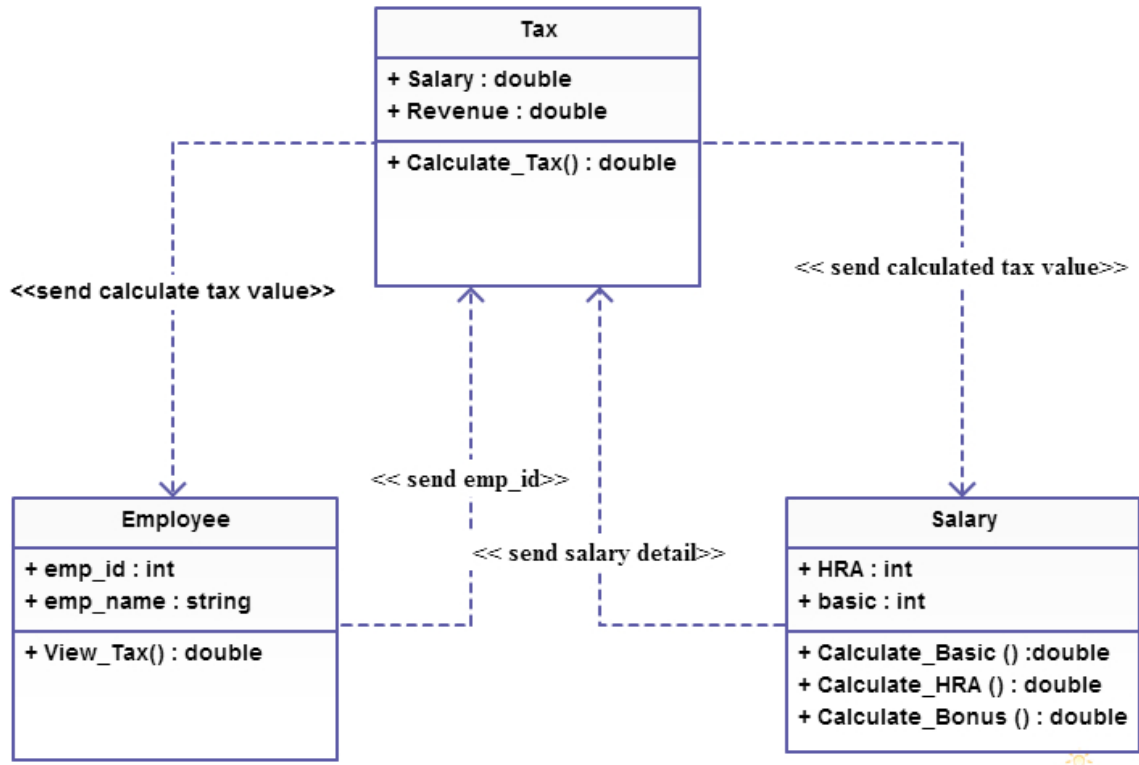 Tax
+ Salary : double
+ Revenue : double
+ Calculate_Tax() : double
<< send calculated tax value>>
<<send calculate tax value>>
<< send emp_id>>
<< send salary detail>>
Employee
+ emp_id : int
+ emp_name : string
+ View_Tax() : double
Salary
+ HRA : int
+ basic : int
+ Calculate_Basic () :double
+ Calculate_HRA () : double
+ Calculate_Bonus () : double